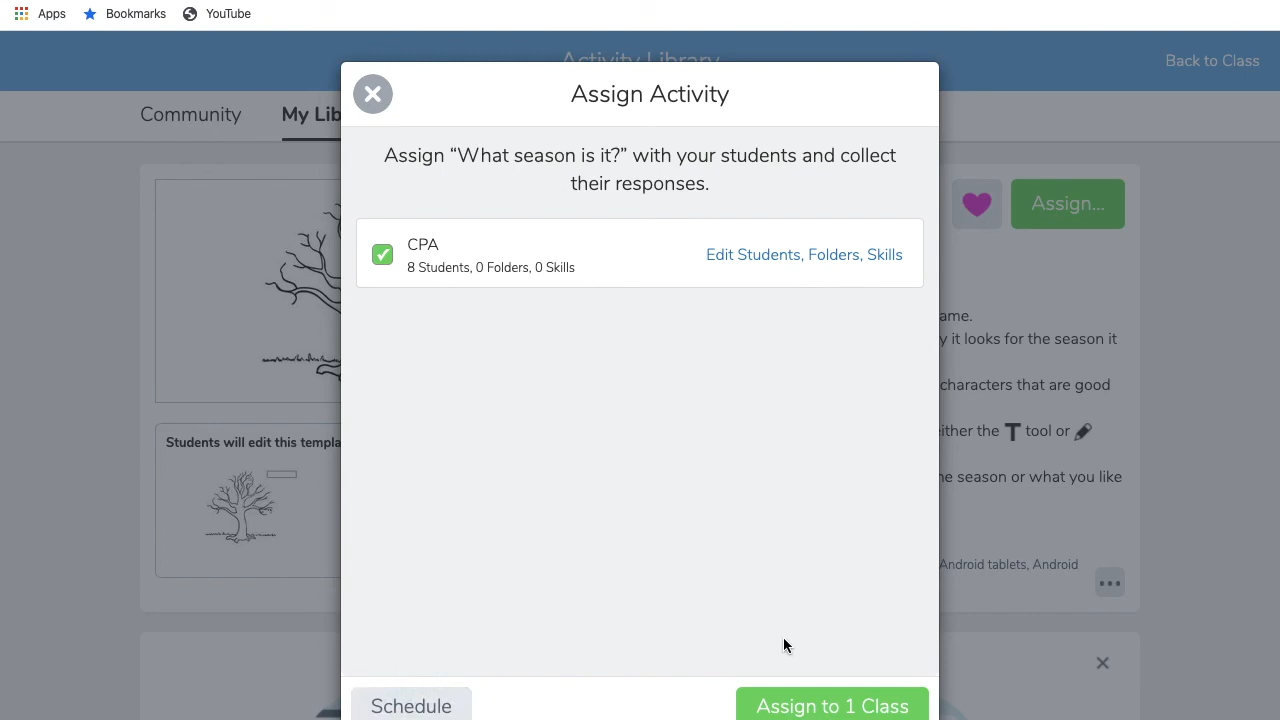 Apps Bookmarks YouTube
Activity Library
Back to Class
Community My Lib
Assign Activity
Assign “What season is it?” with your students and collect
their responses.
CPA
8 Students, 0 Folders, 0 Skills
Edit Students, Folders, Skills
Assign...
ame.
y it looks for the season it
characters that are good
ither the T tool or
Students will edit this templa
e season or what you like
Android tablets, Android
Schedule
Assign to 1 Class